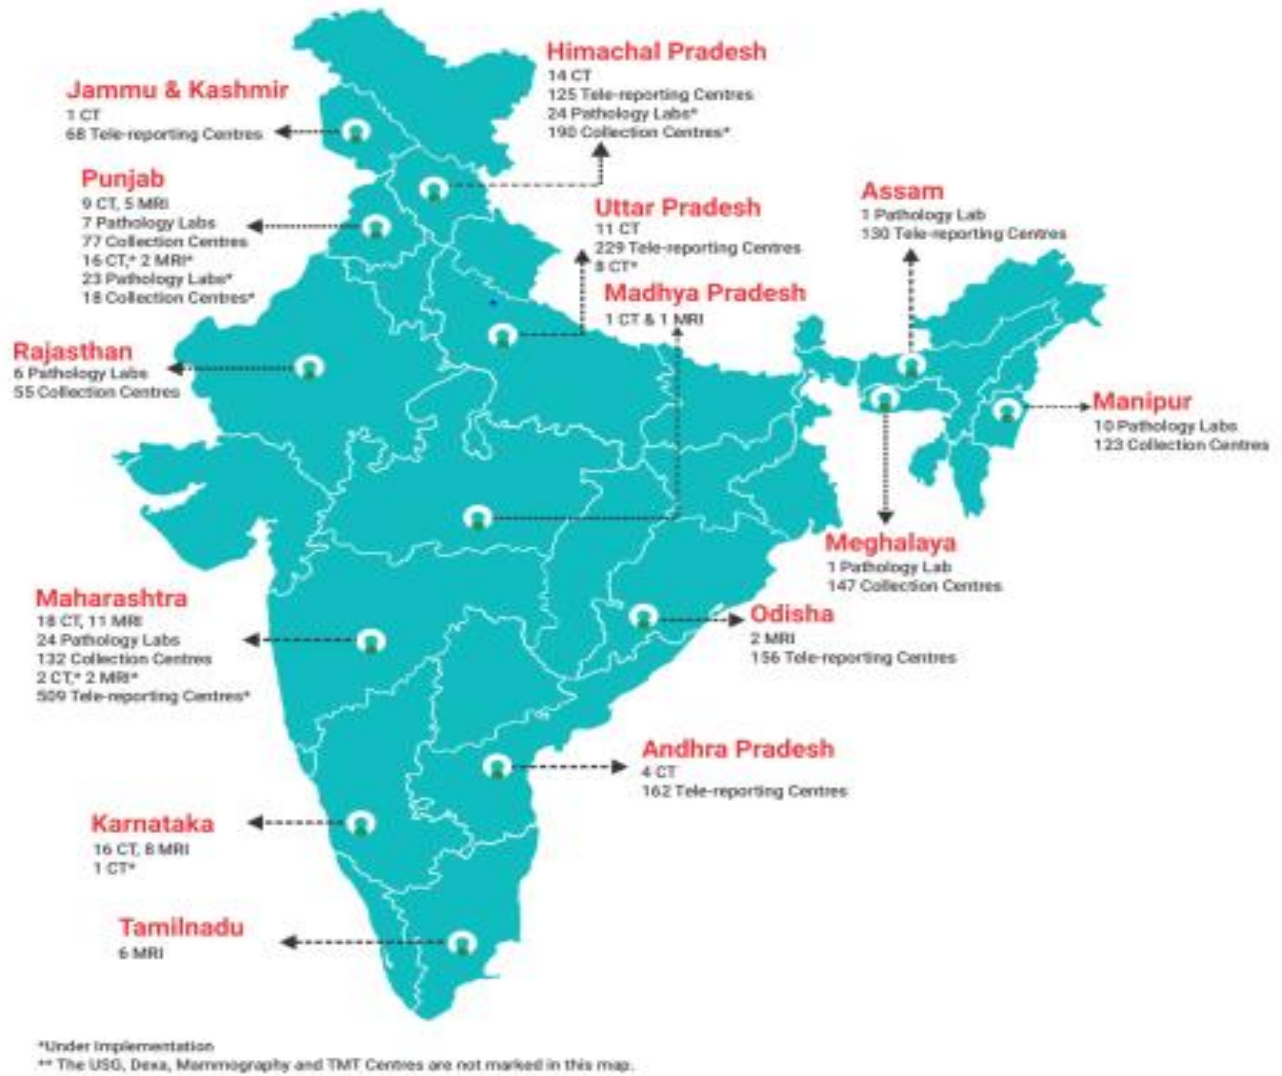 Himachal Pradesh
14 CT
125 Tele-reporting Centres
24 Pathology Labs*
190 Collection Centres*
Jammu & Kashmir
1 CT
68 Tele-reporting Centres
Punjab
9 CT, 5 MRI
7 Pathology Labs
77 Collection Centres
16 CT,* 2 MRI*
23 Pathology Labs*
18 Collection Centres*
Uttar Pradesh
11 CT
229 Tele-reporting Centres
8 CT*
Assam
1 Pathology Lab
130 Tele-reporting Centres
Madhya Pradesh
1 CT & 1 MRI
Rajasthan
6 Pathology Labs
55 Collection Centres
Manipur
10 Pathology Labs
123 Collection Centres
Meghalaya
1 Pathology Lab
147 Collection Centres
Maharashtra
18 CT, 11 MRI
24 Pathology Labs
132 Collection Centres
2 CT,* 2 MRI*
509 Tele-reporting Centres*
Odisha
2 MRI
156 Tele-reporting Centres
Andhra Pradesh
4 CT
162 Tele-reporting Centres
Karnataka
16 CT, 8 MRI
1 CT*
Tamilnadu
6 MRI
*Under Implementation
** The USG, Dexa, Mammography and TMT Centres are not marked in this map.